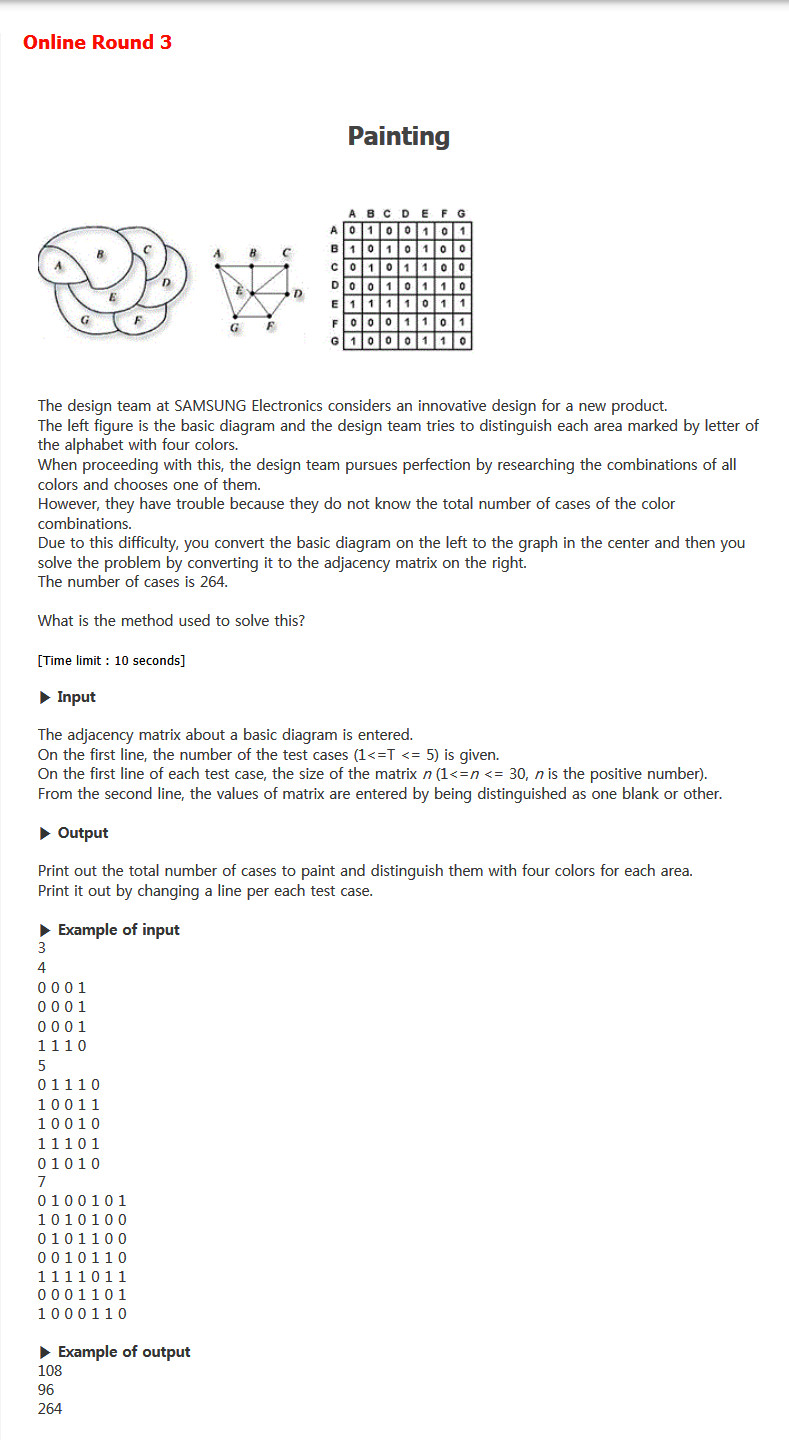 Online Round 3
Painting
A B C D E F G
A 0 1 0 0 1 0 1
B 1 0 1 0 1 0 0
C 0 1 0 1 1 0 0
D 0 0 1 0 1 1 0
E 1 1 1 1 0 1 1
F 0 0 0 1 1 0 1
G 1 0 0 0 1 1 0
A B C D E F G
A B C D E F G
The design team at SAMSUNG Electronics considers an innovative design for a new product.
The left figure is the basic diagram and the design team tries to distinguish each area marked by letter of
the alphabet with four colors.
When proceeding with this, the design team pursues perfection by researching the combinations of all
colors and chooses one of them.
However, they have trouble because they do not know the total number of cases of the color
combinations.
Due to this difficulty, you convert the basic diagram on the left to the graph in the center and then you
solve the problem by converting it to the adjacency matrix on the right.
The number of cases is 264.
What is the method used to solve this?
[Time limit : 10 seconds]
▶ Input
The adjacency matrix about a basic diagram is entered.
On the first line, the number of the test cases (1<=T <= 5) is given.
On the first line of each test case, the size of the matrix n (1<=n <= 30, n is the positive number).
From the second line, the values of matrix are entered by being distinguished as one blank or other.
▶ Output
Print out the total number of cases to paint and distinguish them with four colors for each area.
Print it out by changing a line per each test case.
▶ Example of input
3
4
0 0 0 1
0 0 0 1
0 0 0 1
1 1 1 0
5
0 1 1 1 0
1 0 0 1 1
1 0 0 1 0
1 1 1 0 1
0 1 0 1 0
7
0 1 0 0 1 0 1
1 0 1 0 1 0 0
0 1 0 1 1 0 0
0 0 1 0 1 1 0
1 1 1 1 0 1 1
0 0 0 1 1 0 1
1 0 0 0 1 1 0
▶ Example of output
108
96
264